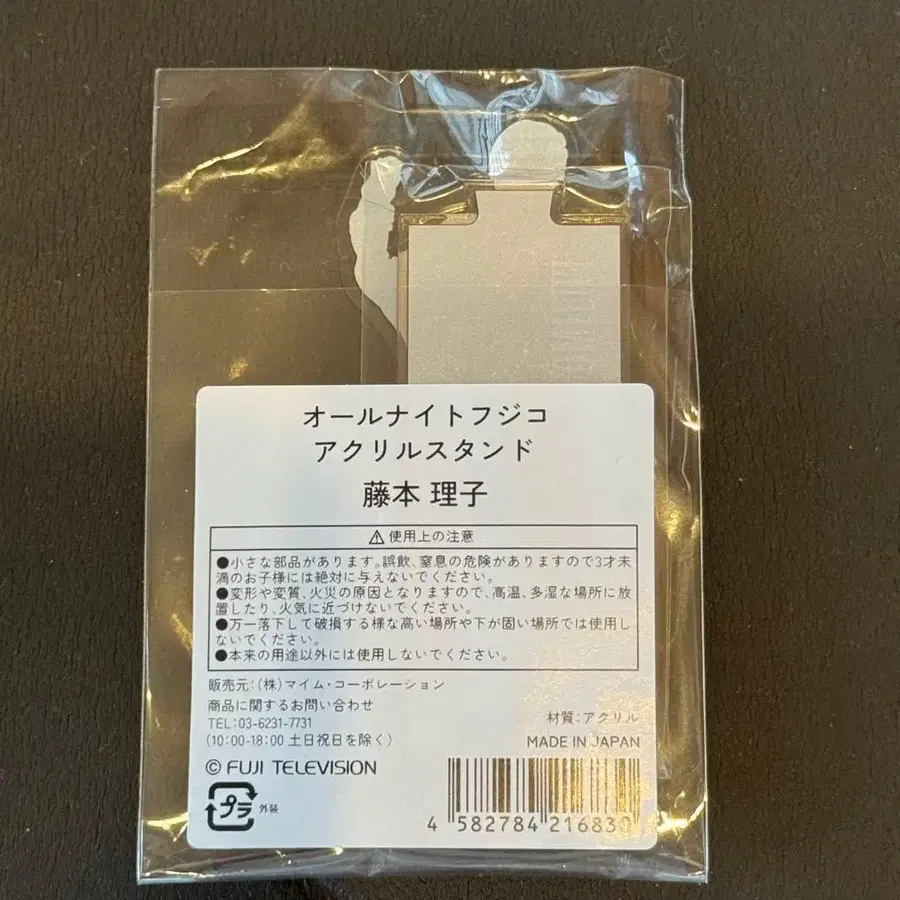 オールナイトフジコ
アクリルスタンド
藤本 理子
⚠使用上の注意
●小さな部品があります。誤飲、窒息の危険がありますので3才未
満のお子様には絶対に与えないでください。
●変形や変質、火災の原因となりますので、高温、多湿な場所に放
置したり、火気に近づけないでください。
●万一落下して破損する様な高い場所や下が固い場所では使用し
ないでください。
●本来の用途以外には使用しないでください。
販売元:(株)マイム・コーポレーション
商品に関するお問い合わせ
TEL:03-6231-7731
(10:00-18:00 土日祝日を除く)
材質:アクリル
MADE IN JAPAN
© FUJI TELEVISION
プラ 外装
4 582784 216830